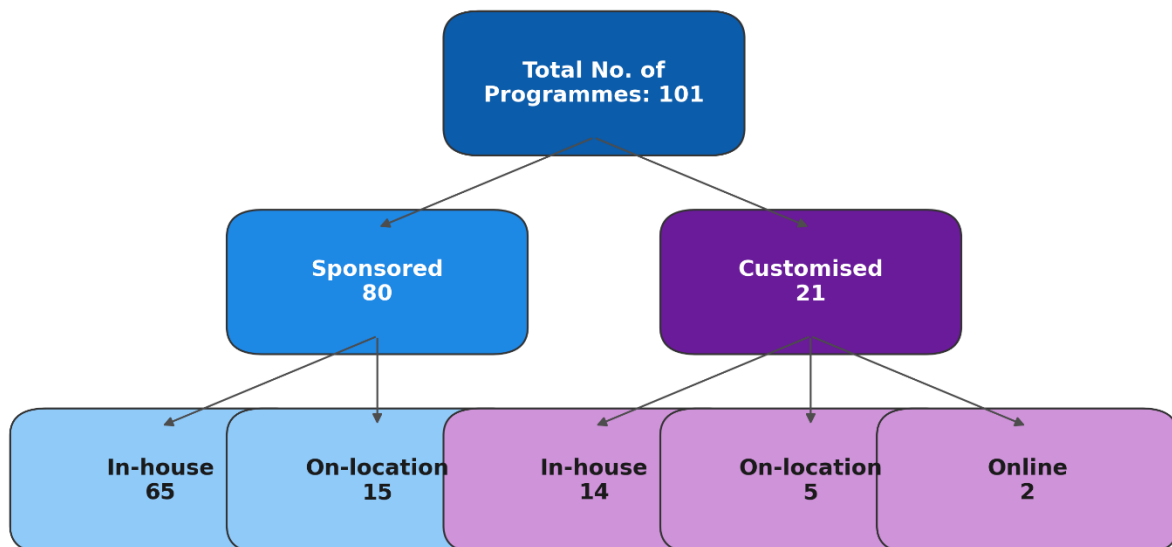 Total No. of
Programmes: 101
Sponsored
80
Customised
21
In-house
65
On-location
15
In-house
14
On-location
5
Online
2